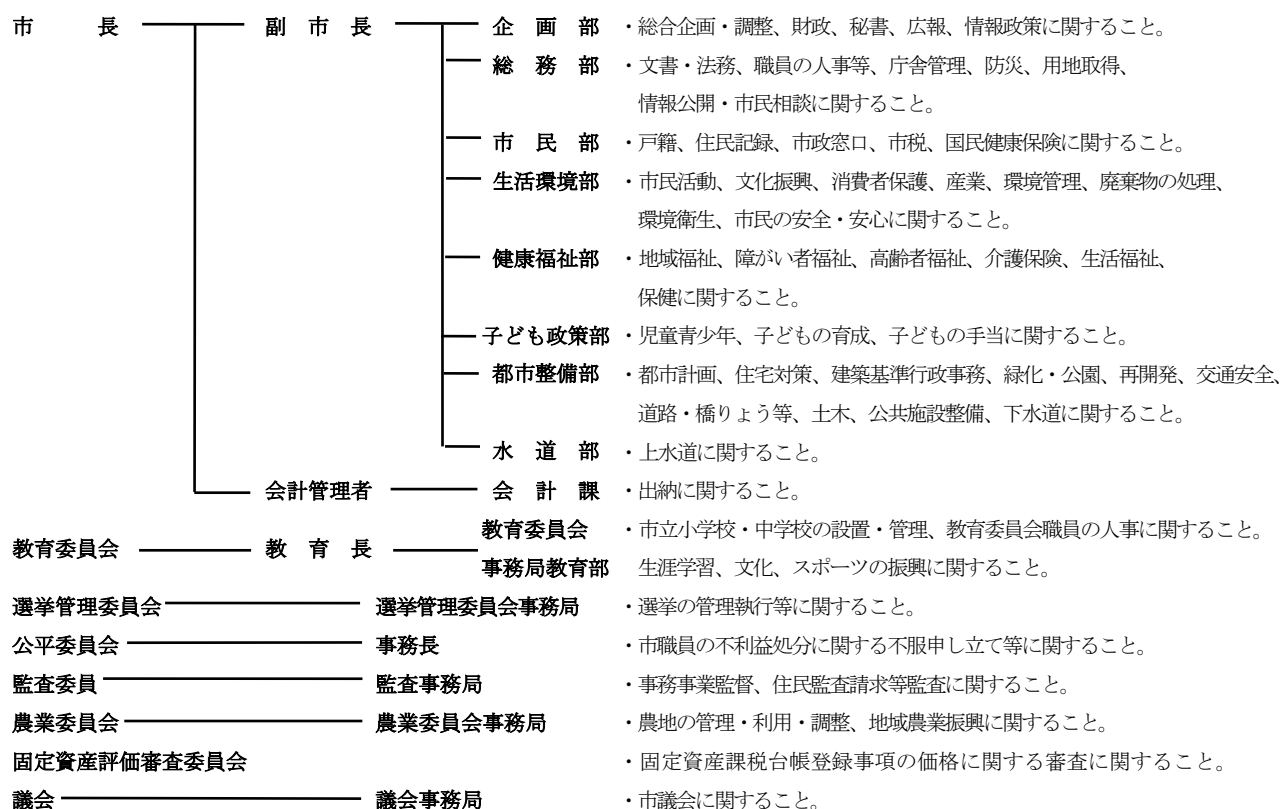 市長 副市長 企画部 ・総合企画・調整、財政、秘書、広報、情報政策に関すること。
総務部 ・文書・法務、職員の人事等、庁舎管理、防災、用地取得、
情報公開・市民相談に関すること。
市民部 ・戸籍、住民記録、市政窓口、市税、国民健康保険に関すること。
生活環境部 ・市民活動、文化振興、消費者保護、産業、環境管理、廃棄物の処理、
環境衛生、市民の安全・安心に関すること。
健康福祉部 ・地域福祉、障がい者福祉、高齢者福祉、介護保険、生活福祉、
保健に関すること。
子ども政策部 ・児童青少年、子どもの育成、子どもの手当に関すること。
都市整備部 ・都市計画、住宅対策、建築基準行政事務、緑化・公園、再開発、交通安全、
道路・橋りょう等、土木、公共施設整備、下水道に関すること。
水道部 ・上水道に関すること。
会計管理者 会計課 ・出納に関すること。
教育委員会 ・市立小学校・中学校の設置・管理、教育委員会職員の人事に関すること。
教育委員会 教育長
事務局教育部 生涯学習、文化、スポーツの振興に関すること。
選挙管理委員会 選挙管理委員会事務局 ・選挙の管理執行等に関すること。
公平委員会 事務長 ・市職員の不利益処分に関する不服申し立て等に関すること。
監査委員 監査事務局 ・事務事業監督、住民監査請求等監査に関すること。
農業委員会 農業委員会事務局 ・農地の管理・利用・調整、地域農業振興に関すること。
固定資産評価審査委員会 ・固定資産課税台帳登録事項の価格に関する審査に関すること。
議会 議会事務局 ・市議会に関すること。